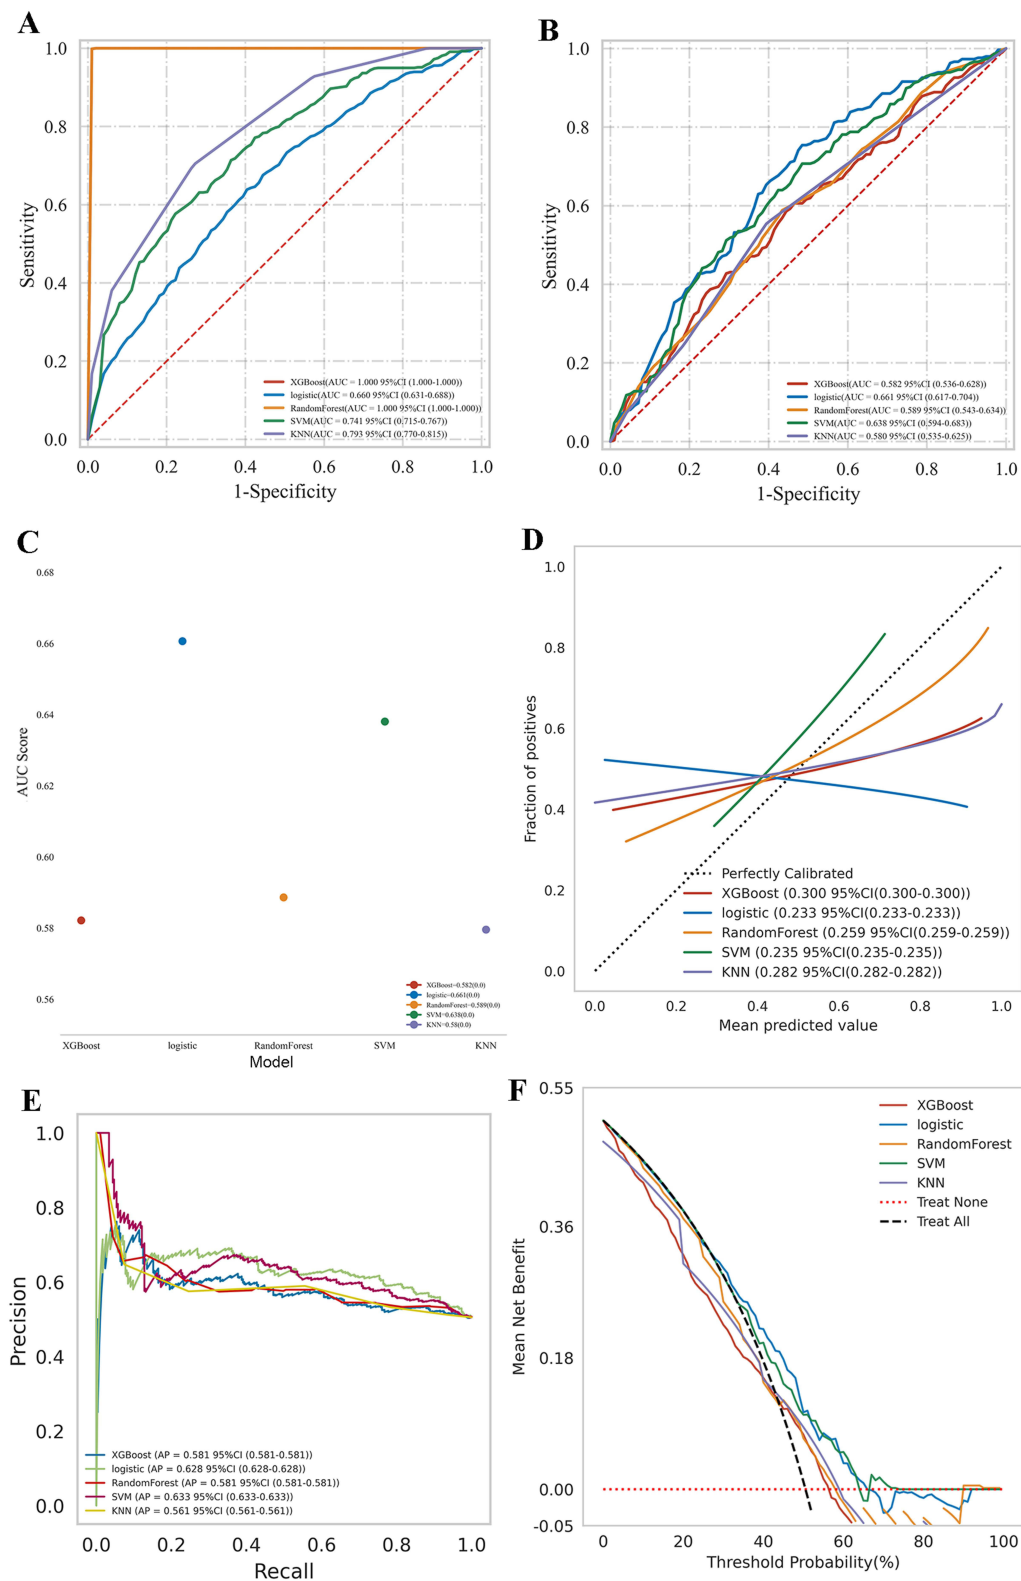 A
1.0
0.8
0.6
0.4
0.2
0.0
Sensitivity
XGBoost(AUC = 1.000 95%CI (1.000-1.000))
logistic(AUC = 0.660 95%CI (0.631-0.688))
RandomForest(AUC = 1.000 95%CI (1.000-1.000))
SVM(AUC = 0.741 95%CI (0.715-0.767))
KNN(AUC = 0.793 95%CI (0.770-0.815))
0.0 0.2 0.4 0.6 0.8 1.0
1-Specificity
B
1.0
0.8
0.6
0.4
0.2
0.0
Sensitivity
XGBoost(AUC = 0.582 95%CI (0.536-0.628))
logistic(AUC = 0.661 95%CI (0.617-0.704))
RandomForest(AUC = 0.589 95%CI (0.543-0.634))
SVM(AUC = 0.638 95%CI (0.594-0.683))
KNN(AUC = 0.580 95%CI (0.535-0.625))
0.0 0.2 0.4 0.6 0.8 1.0
1-Specificity
C
0.68
0.66
0.64
0.62
0.60
0.58
0.56
AUC Score
XGBoost=0.582(0.0)
logistic=0.661(0.0)
RandomForest=0.589(0.0)
SVM=0.638(0.0)
KNN=0.58(0.0)
XGBoost logistic RandomForest SVM KNN
Model
D
1.0
0.8
0.6
0.4
0.2
0.0
Fraction of positives
Perfectly Calibrated
XGBoost (0.300 95%CI(0.300-0.300))
logistic (0.233 95%CI(0.233-0.233))
RandomForest (0.259 95%CI(0.259-0.259))
SVM (0.235 95%CI(0.235-0.235))
KNN (0.282 95%CI(0.282-0.282))
0.0 0.2 0.4 0.6 0.8 1.0
Mean predicted value
E
1.0
0.8
0.6
0.4
0.2
0.0
Precision
XGBoost (AP = 0.581 95%CI (0.581-0.581))
logistic (AP = 0.628 95%CI (0.628-0.628))
RandomForest (AP = 0.581 95%CI (0.581-0.581))
SVM (AP = 0.633 95%CI (0.633-0.633))
KNN (AP = 0.561 95%CI (0.561-0.561))
0.0 0.2 0.4 0.6 0.8 1.0
Recall
F
0.55
0.36
0.18
0.00
-0.05
Mean Net Benefit
XGBoost
logistic
RandomForest
SVM
KNN
Treat None
Treat All
0 20 40 60 80 100
Threshold Probability(%)